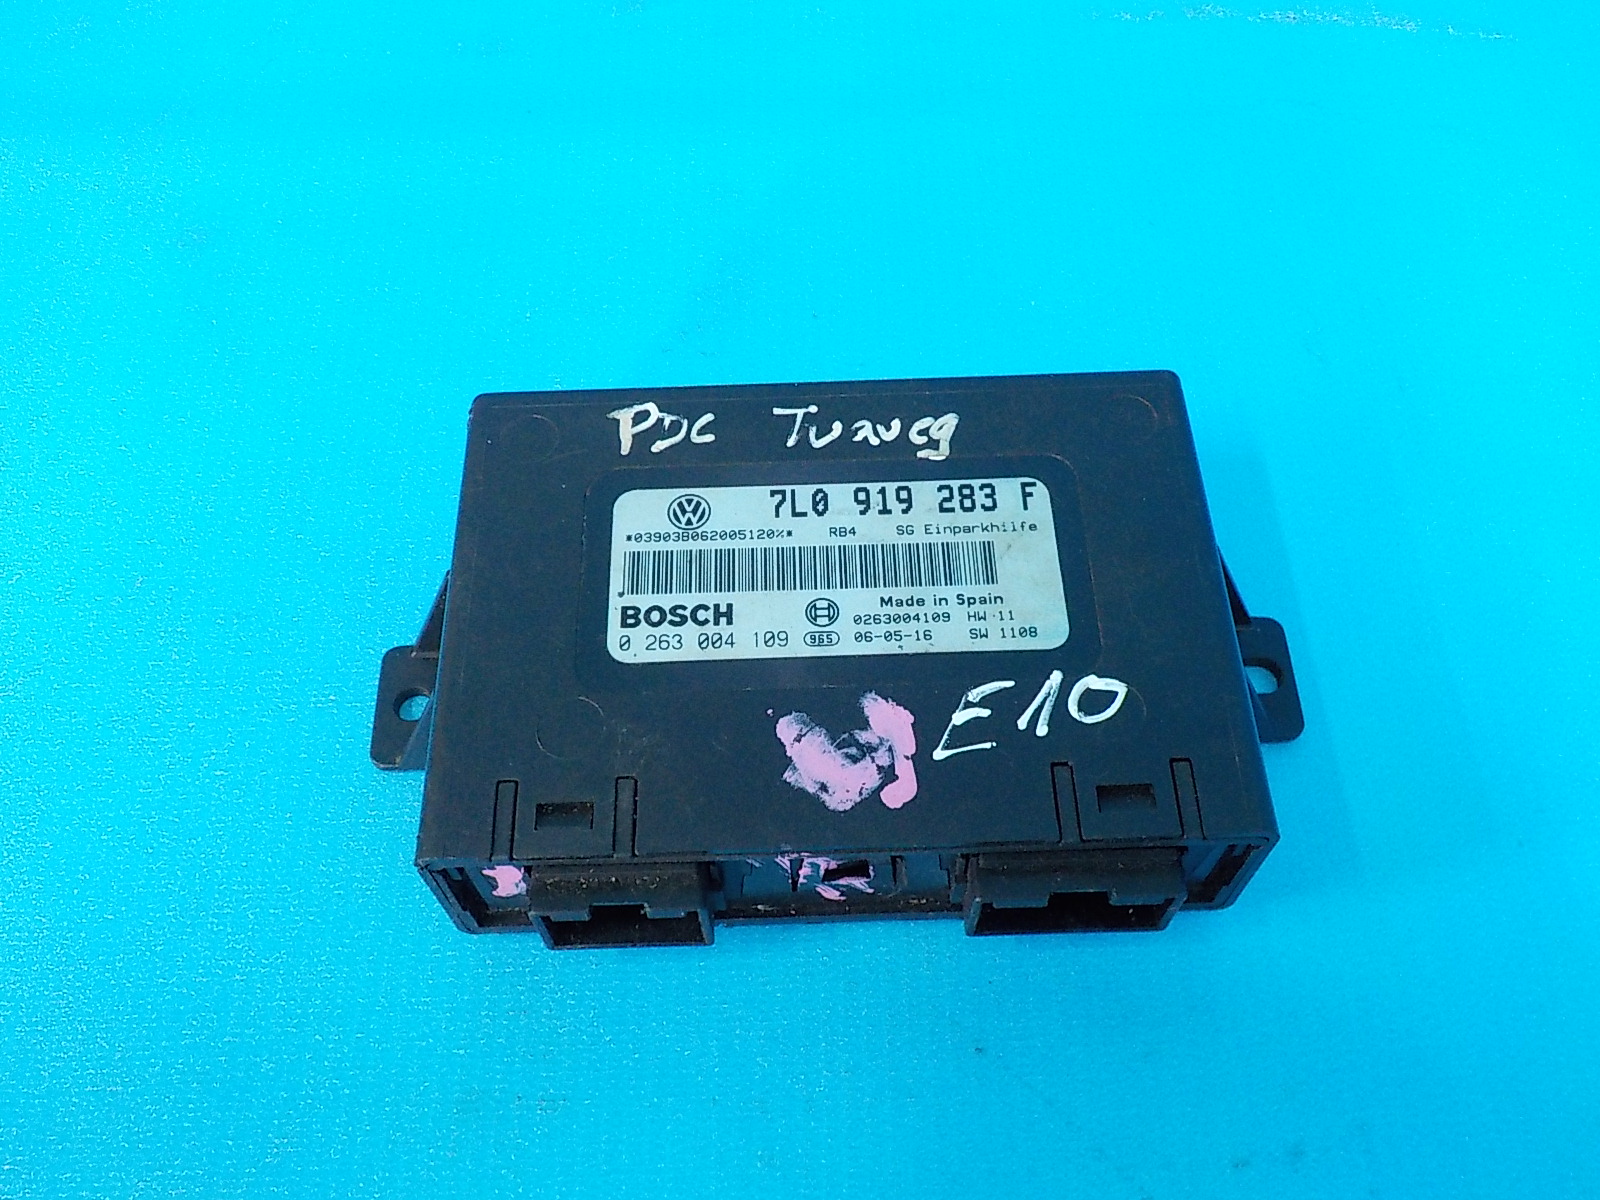 PDC Tuaueg
7L0 919 283 F
*03903B062005120%* RB4 SG Einparkhilfe
BOSCH
Made in Spain
0263004109 HW 11
0 263 004 109 965 06-05-16 SW 1108
E10